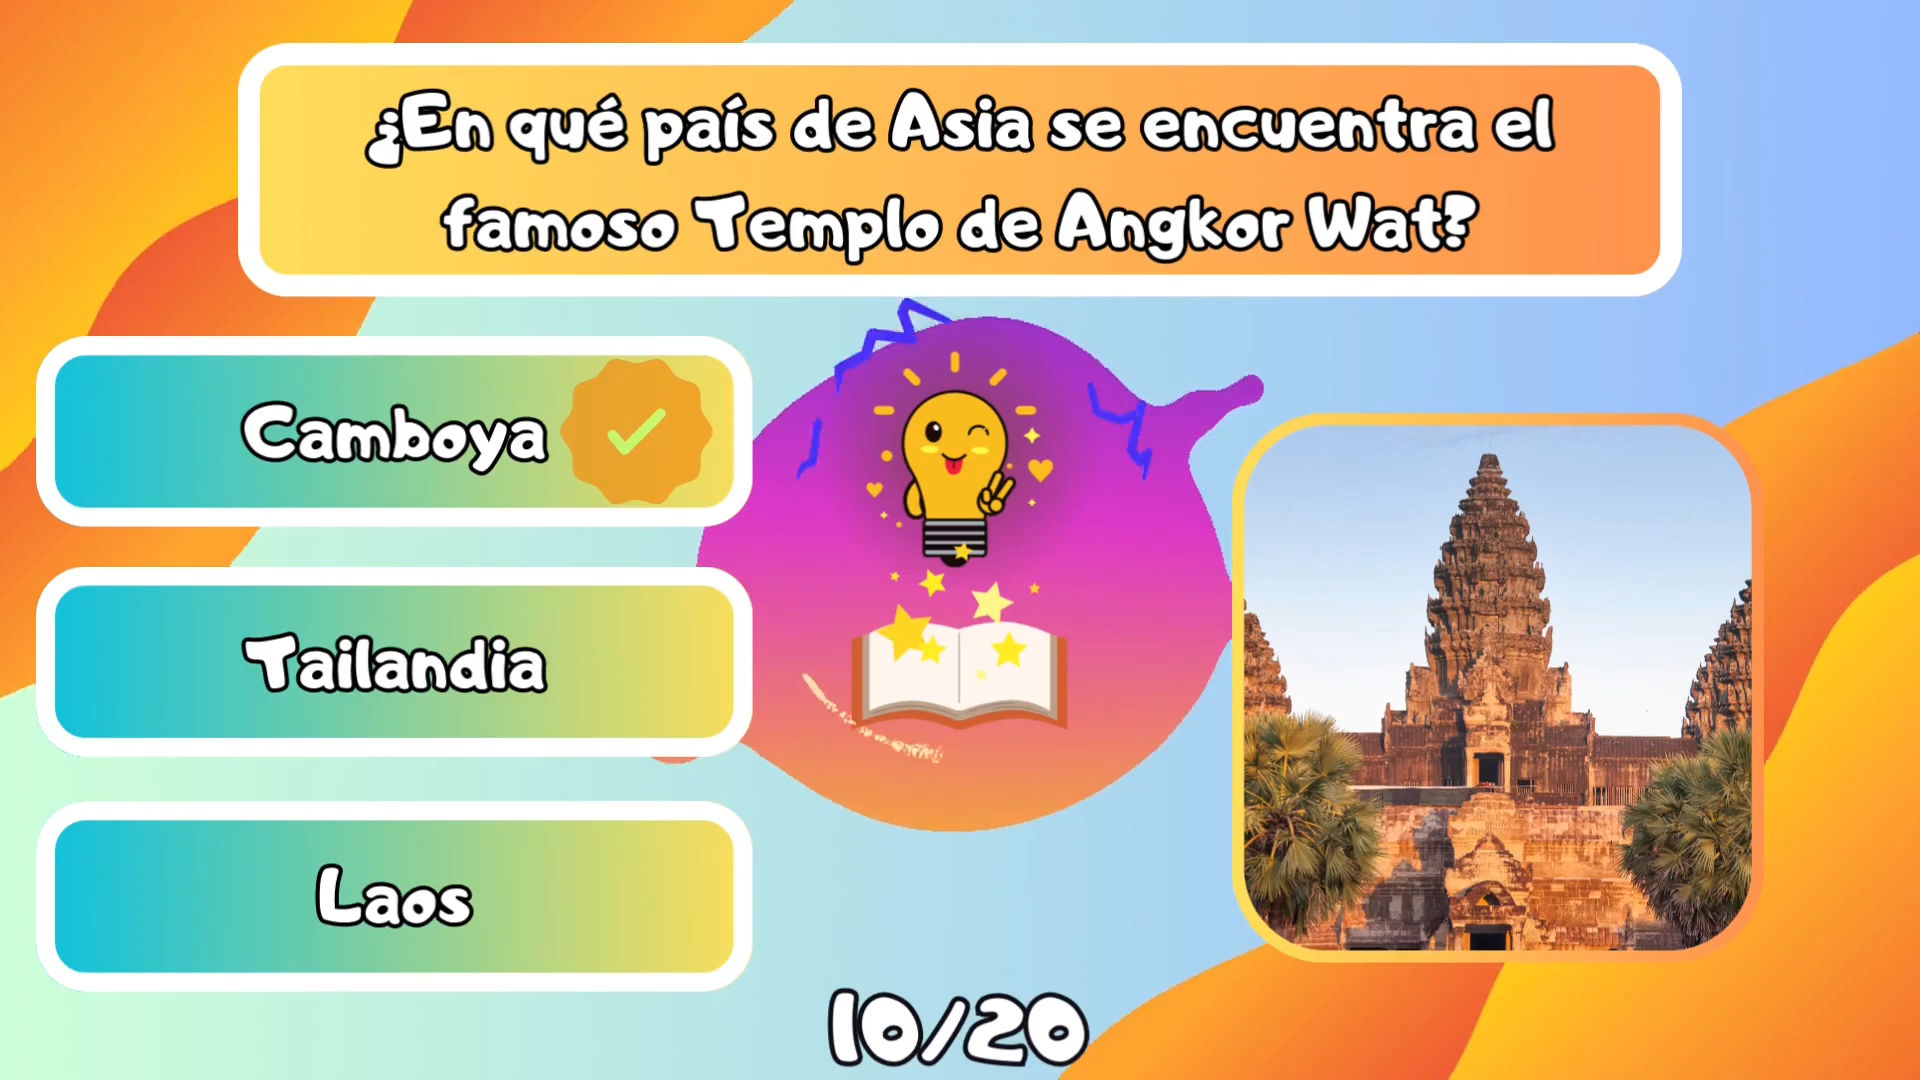 ¿En qué país de Asia se encuentra el
famoso Templo de Angkor Wat?
Camboya
Tailandia
Laos
10/20